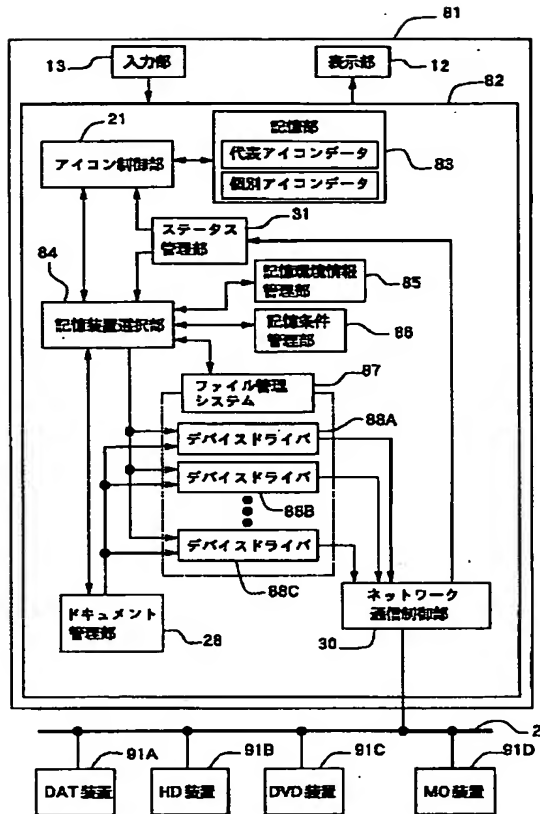 81
13
入力部
表示部
12
82
21
アイコン制御部
記憶部
代表アイコンデータ
個別アイコンデータ
83
31
ステータス
管理部
84
記憶装置選択部
記憶環境情報
管理部
85
記憶条件
管理部
86
ファイル管理
システム
87
88A
デバイスドライバ
デバイスドライバ
88B
デバイスドライバ
88C
ドキュメント
管理部
28
ネットワーク
通信制御部
30
2
91A
91B
91C
91D
DAT装置
HD装置
DVD装置
MO装置